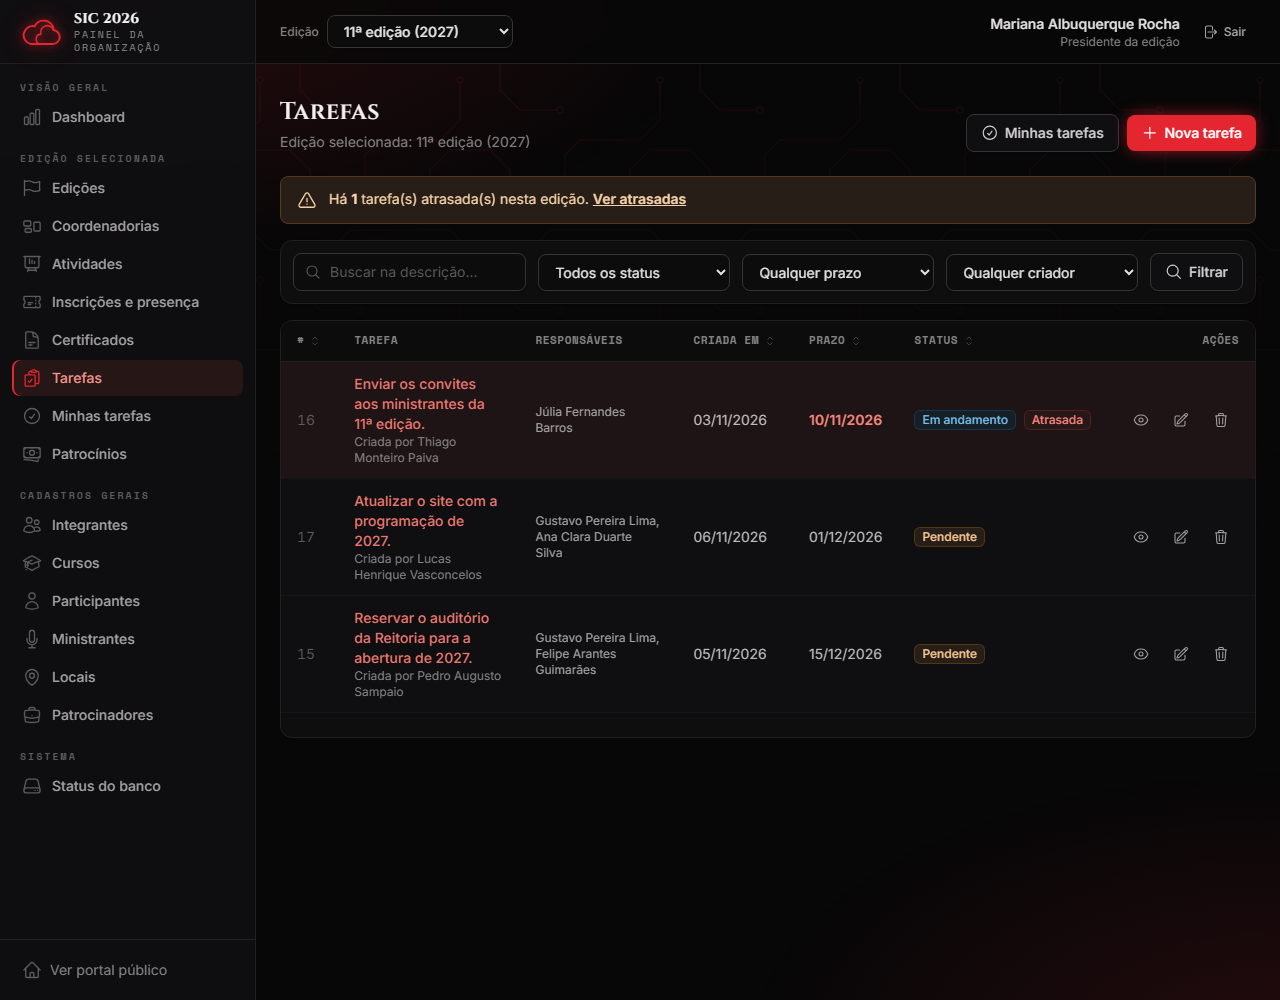 SIC 2026
PAINEL DA
ORGANIZAÇÃO
Edição
11ª edição (2027)
Mariana Albuquerque Rocha
Presidente da edição
Sair
VISÃO GERAL
Dashboard
EDIÇÃO SELECIONADA
Edições
Coordenadorias
Atividades
Inscrições e presença
Certificados
Tarefas
Minhas tarefas
Patrocínios
CADASTROS GERAIS
Integrantes
Cursos
Participantes
Ministrantes
Locais
Patrocinadores
SISTEMA
Status do banco
Ver portal público
Tarefas
Edição selecionada: 11ª edição (2027)
Minhas tarefas
Nova tarefa
Há 1 tarefa(s) atrasada(s) nesta edição. Ver atrasadas
Buscar na descrição...
Todos os status
Qualquer prazo
Qualquer criador
Filtrar
# TAREFA RESPONSÁVEIS CRIADA EM PRAZO STATUS AÇÕES
16
Enviar os convites
aos ministrantes da
11ª edição.
Criada por Thiago
Monteiro Paiva
Júlia Fernandes
Barros
03/11/2026
10/11/2026
Em andamento
Atrasada
17
Atualizar o site com a
programação de
2027.
Criada por Lucas
Henrique Vasconcelos
Gustavo Pereira Lima,
Ana Clara Duarte
Silva
06/11/2026
01/12/2026
Pendente
15
Reservar o auditório
da Reitoria para a
abertura de 2027.
Criada por Pedro Augusto
Sampaio
Gustavo Pereira Lima,
Felipe Arantes
Guimarães
05/11/2026
15/12/2026
Pendente